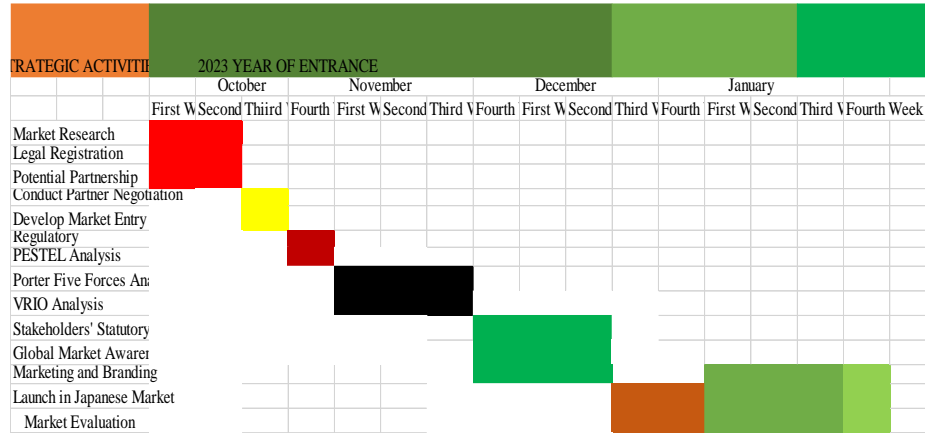 TRATEGIC ACTIVITIE 2023 YEAR OF ENTRANCE
October November December January
First W Second Third V Fourth First W Second Third V Fourth First W Second Third W Fourth First W Second Third V Fourth Week
Market Research
Legal Registration
Potential Partnership
Conduct Partner Negotiation
Develop Market Entry
Regulatory
PESTEL Analysis
Porter Five Forces Ana
VRIO Analysis
Stakeholders' Statutory
Global Market Awaren
Marketing and Branding
Launch in Japanese Market
Market Evaluation